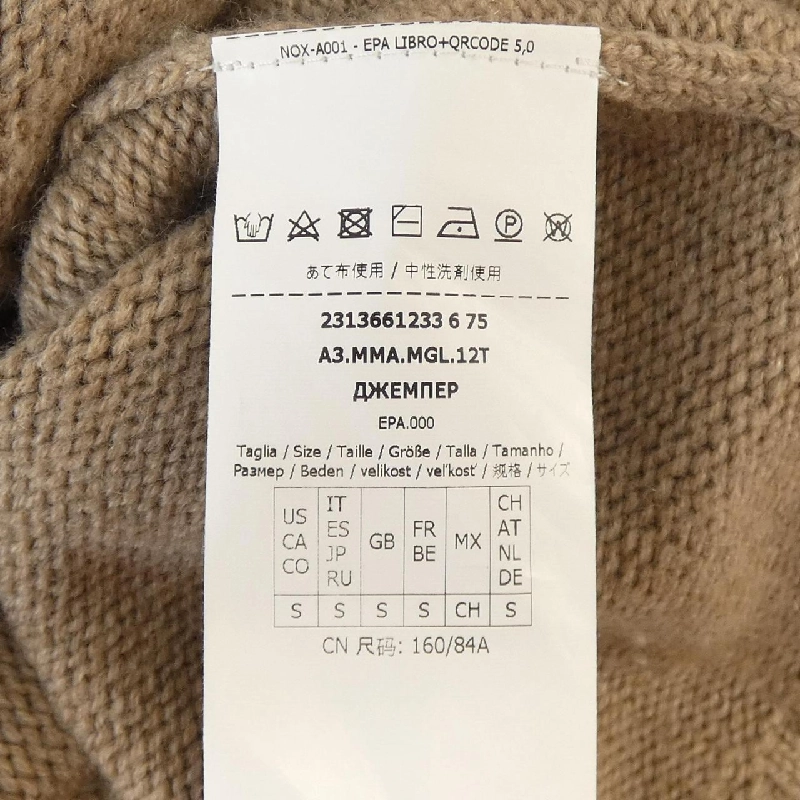 NOX-A001 - EPA LIBRO+QRCODE 5,0
P
W
あて布使用 / 中性洗剤使用
2313661233 6 75
A3.MMA.MGL.12T
ДЖЕМПЕР
EPA.000
Taglia / Size / Taille / Größe / Talla / Tamanho /
Размер / Beden / velikost / veľkosť / 规格 / サイズ
US CA CO
IT ES JP RU
GB
FR BE
MX
CH AT NL DE
S S S S CH S
CN 尺码: 160/84A